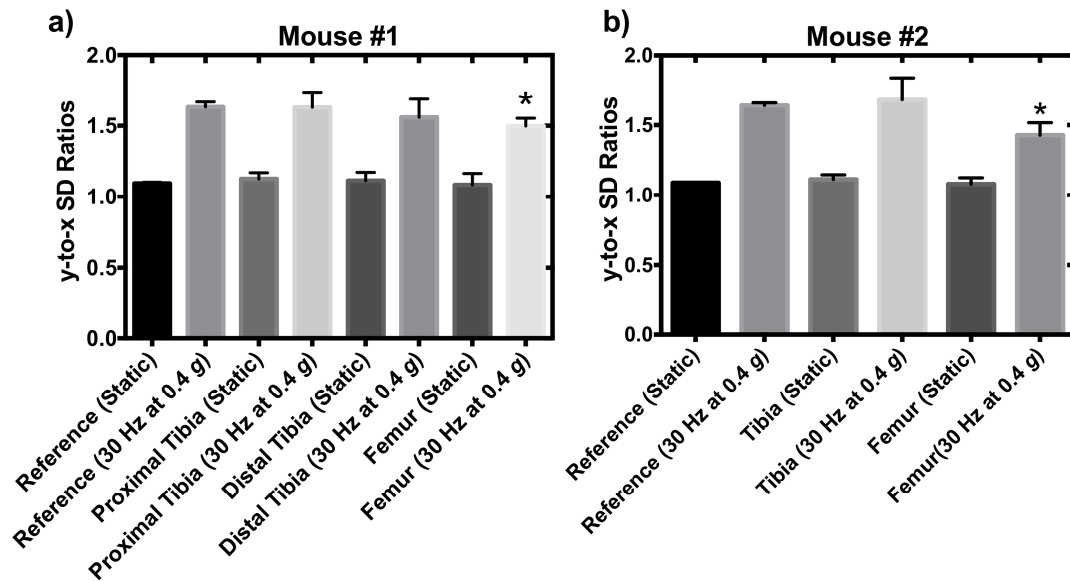 a)
Mouse #1
y-to-x SD Ratios
2.0
1.5
1.0
0.5
0.0
*
Reference (Static)
Reference (30 Hz at 0.4 g)
Proximal Tibia (Static)
Proximal Tibia (30 Hz at 0.4 g)
Distal Tibia (Static)
Distal Tibia (30 Hz at 0.4 g)
Femur (Static)
Femur (30 Hz at 0.4 g)
b)
Mouse #2
y-to-x SD Ratios
2.0
1.5
1.0
0.5
0.0
*
Reference (Static)
Reference (30 Hz at 0.4 g)
Tibia (Static)
Tibia (30 Hz at 0.4 g)
Femur (Static)
Femur(30 Hz at 0.4 g)